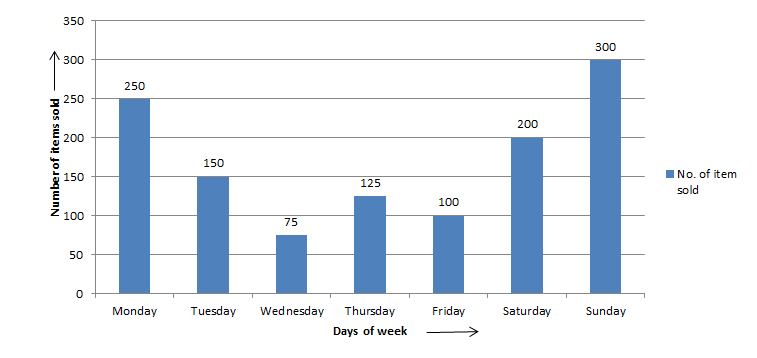 350
300
250
200
150
100
50
0
Number of items sold
250
150
75
125
100
200
300
Monday
Tuesday
Wednesday
Thursday
Friday
Saturday
Sunday
Days of week
No. of item
sold